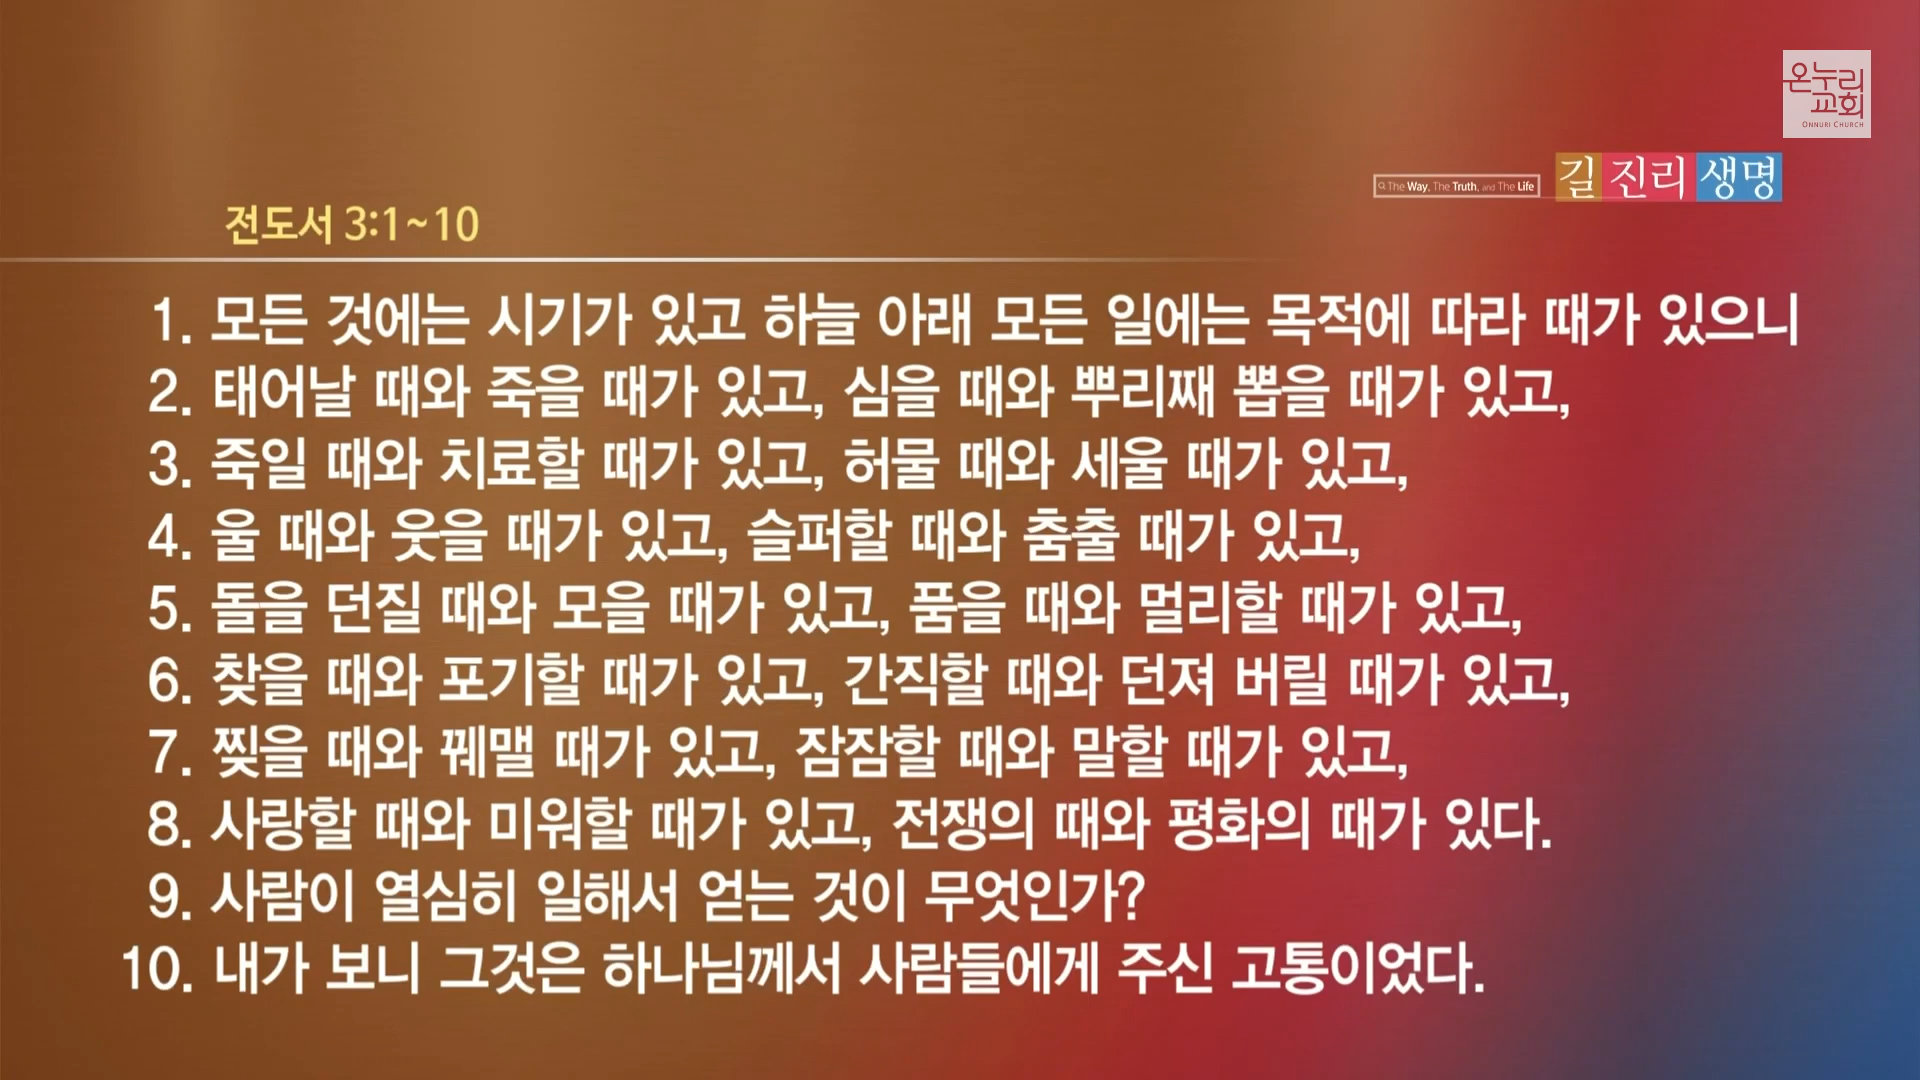 온누리
교회
ONNURI CHURCH
The Way, The Truth, and The Life
길 진리 생명
전도서 3:1~10
1. 모든 것에는 시기가 있고 하늘 아래 모든 일에는 목적에 따라 때가 있으니
2. 태어날 때와 죽을 때가 있고, 심을 때와 뿌리째 뽑을 때가 있고,
3. 죽일 때와 치료할 때가 있고, 허물 때와 세울 때가 있고,
4. 울 때와 웃을 때가 있고, 슬퍼할 때와 춤출 때가 있고,
5. 돌을 던질 때와 모을 때가 있고, 품을 때와 멀리할 때가 있고,
6. 찾을 때와 포기할 때가 있고, 간직할 때와 던져 버릴 때가 있고,
7. 찢을 때와 꿰맬 때가 있고, 잠잠할 때와 말할 때가 있고,
8. 사랑할 때와 미워할 때가 있고, 전쟁의 때와 평화의 때가 있다.
9. 사람이 열심히 일해서 얻는 것이 무엇인가?
10. 내가 보니 그것은 하나님께서 사람들에게 주신 고통이었다.